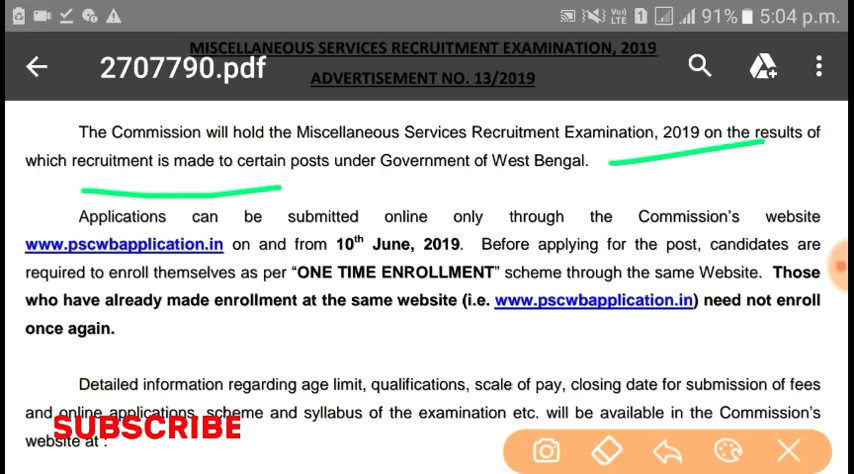 Vo)) LTE 1 91% 5:04 p.m.
MISCELLANEOUS SERVICES RECRUITMENT EXAMINATION, 2019
2707790.pdf
ADVERTISEMENT NO. 13/2019
The Commission will hold the Miscellaneous Services Recruitment Examination, 2019 on the results of
which recruitment is made to certain posts under Government of West Bengal.
Applications can be submitted online only through the Commission's website
www.pscwbapplication.in on and from 10th June, 2019. Before applying for the post, candidates are
required to enroll themselves as per "ONE TIME ENROLLMENT" scheme through the same Website. Those
who have already made enrollment at the same website (i.e. www.pscwbapplication.in) need not enroll
once again.
Detailed information regarding age limit, qualifications, scale of pay, closing date for submission of fees
and online applications, scheme and syllabus of the examination etc. will be available in the Commission's
SUBSCRIBE
website at :